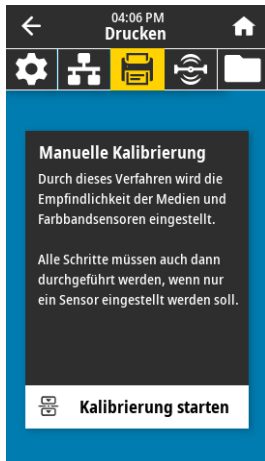 04:06 PM
Drucken
Manuelle Kalibrierung
Durch dieses Verfahren wird die
Empfindlichkeit der Medien und
Farbbandsensoren eingestellt.
Alle Schritte müssen auch dann
durchgeführt werden, wenn nur
ein Sensor eingestellt werden soll.
Kalibrierung starten